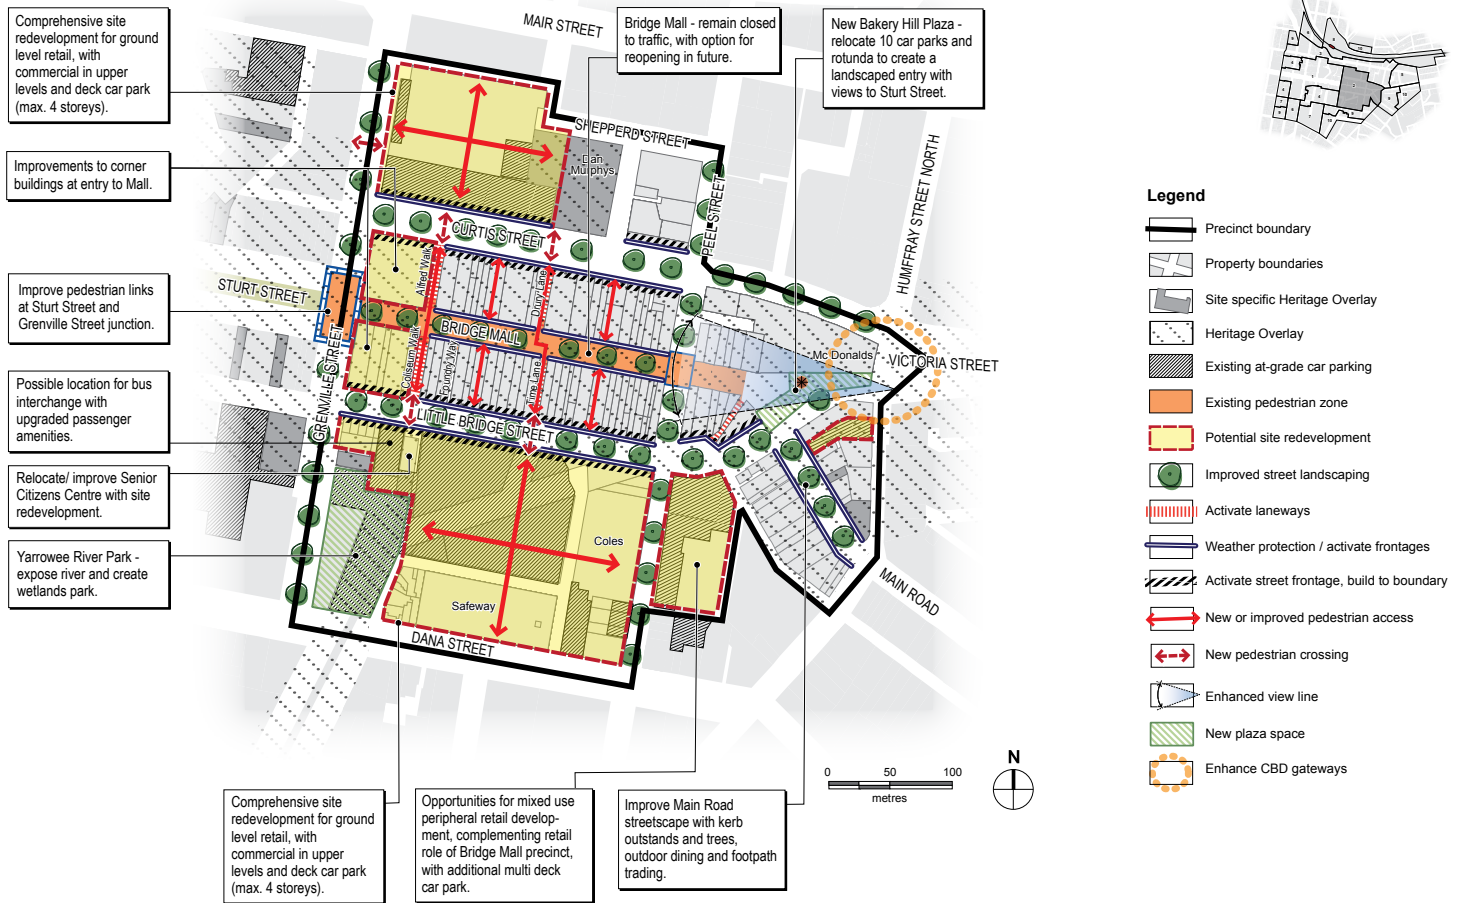 Comprehensive site
redevelopment for ground
level retail, with
commercial in upper
levels and deck car park
(max. 4 storeys).
Improvements to corner
buildings at entry to Mall.
Improve pedestrian links
at Sturt Street and
Grenville Street junction.
Possible location for bus
interchange with
upgraded passenger
amenities.
Relocate/ improve Senior
Citizens Centre with site
redevelopment.
Yarrowee River Park -
expose river and create
wetlands park.
Bridge Mall - remain closed
to traffic, with option for
reopening in future.
New Bakery Hill Plaza -
relocate 10 car parks and
rotunda to create a
landscaped entry with
views to Sturt Street.
MAIR STREET
SHEPPERD STREET
Dan
Murphys
PEEL STREET
HUMFFRAY STREET NORTH
CURTIS STREET
Alfred Walk
Drury Lane
STURT STREET
BRIDGE MALL
GRENVILLE STREET
Coliseum Walk
Foundry Way
Time Lane
Mc Donalds
VICTORIA STREET
LITTLE BRIDGE STREET
Coles
Safeway
DANA STREET
MAIN ROAD
Comprehensive site
redevelopment for ground
level retail, with
commercial in upper
levels and deck car park
(max. 4 storeys).
Opportunities for mixed use
peripheral retail develop-
ment, complementing retail
role of Bridge Mall precinct,
with additional multi deck
car park.
Improve Main Road
streetscape with kerb
outstands and trees,
outdoor dining and footpath
trading.
0 50 100
metres
N
Legend
Precinct boundary
Property boundaries
Site specific Heritage Overlay
Heritage Overlay
Existing at-grade car parking
Existing pedestrian zone
Potential site redevelopment
Improved street landscaping
Activate laneways
Weather protection / activate frontages
Activate street frontage, build to boundary
New or improved pedestrian access
New pedestrian crossing
Enhanced view line
New plaza space
Enhance CBD gateways